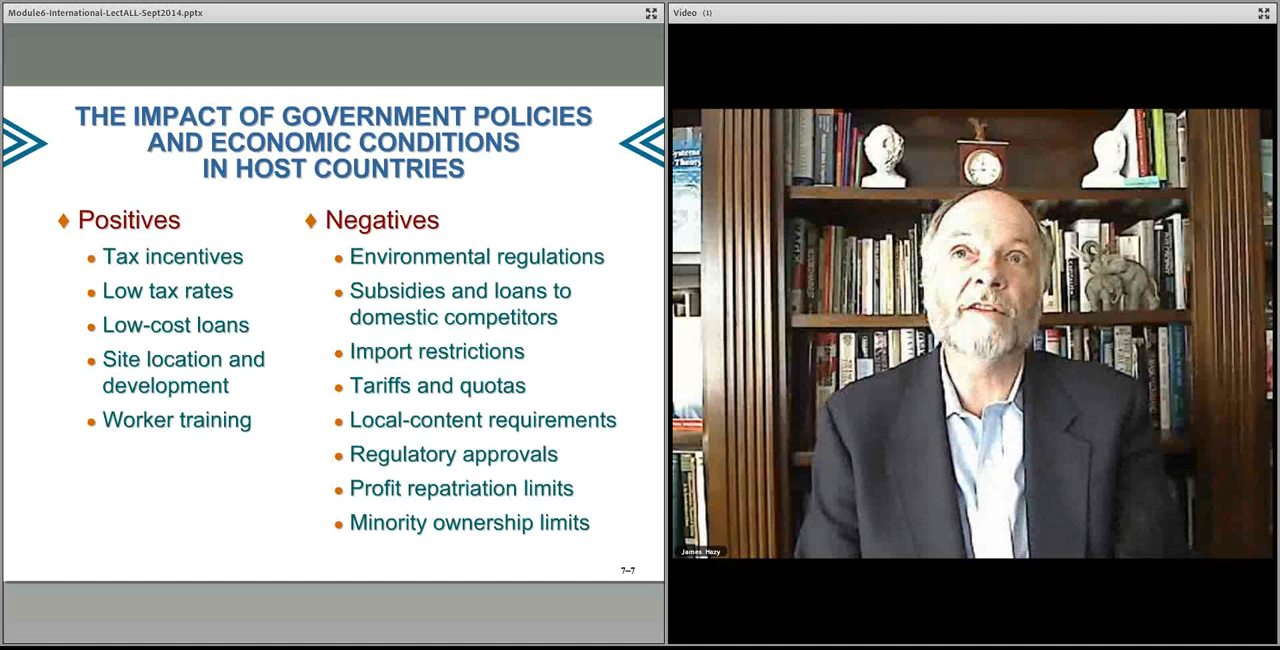 Module6-International-LectALL-Sept2014.pptx
Video (1)
THE IMPACT OF GOVERNMENT POLICIES
AND ECONOMIC CONDITIONS
IN HOST COUNTRIES
Positives
Tax incentives
Low tax rates
Low-cost loans
Site location and
development
Worker training
Negatives
Environmental regulations
Subsidies and loans to
domestic competitors
Import restrictions
Tariffs and quotas
Local-content requirements
Regulatory approvals
Profit repatriation limits
Minority ownership limits
7–7
Systems
Theory
James Hazy